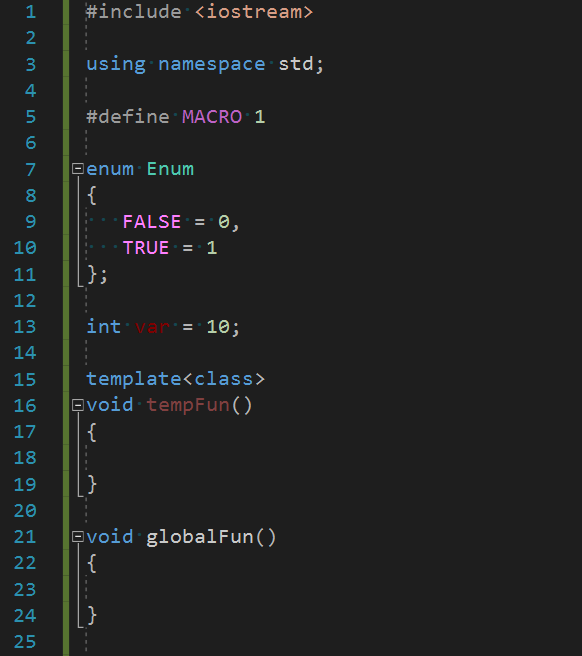 1 #include <iostream>
2
3 using namespace std;
4
5 #define MACRO 1
6
7 enum Enum
8 {
9 FALSE = 0,
10 TRUE = 1
11 };
12
13 int var = 10;
14
15 template<class>
16 void tempFun()
17 {
18
19 }
20
21 void globalFun()
22 {
23
24 }
25